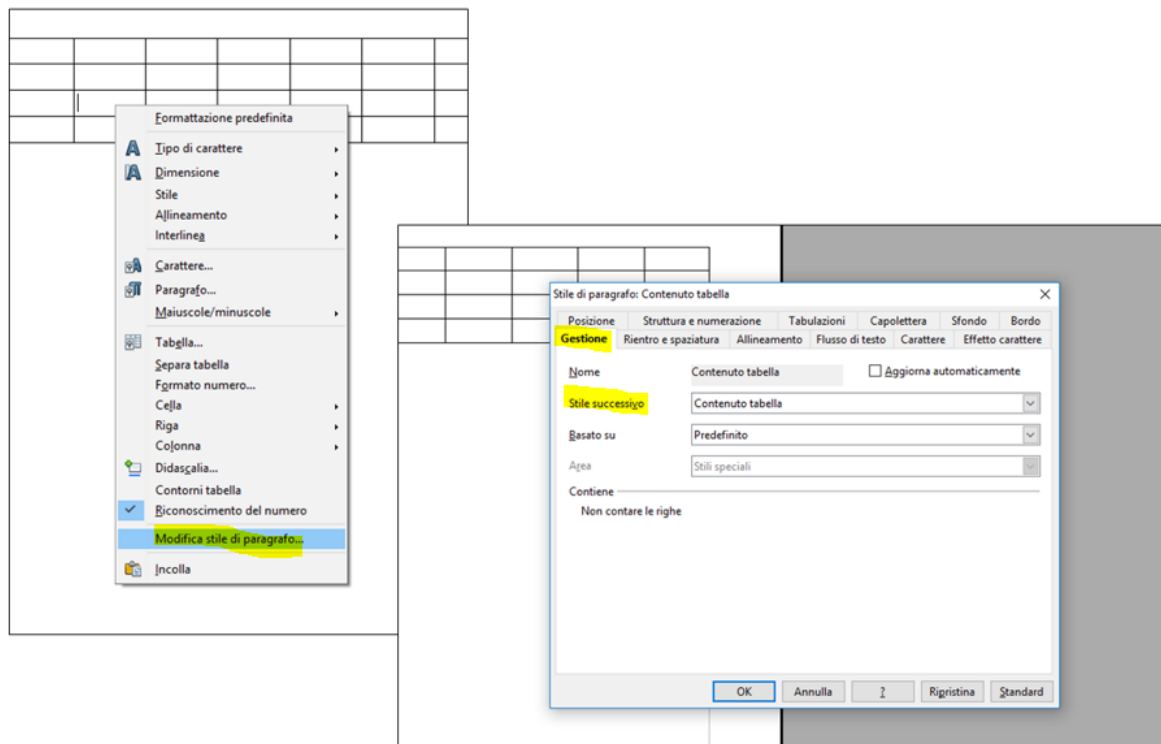 Formattazione predefinita
Tipo di carattere
Dimensione
Stile
Allineamento
Interlinea
Carattere...
Paragrafo...
Maiuscole/minuscole
Tabella...
Separa tabella
Formato numero...
Cella
Riga
Colonna
Didascalia...
Contorni tabella
Riconoscimento del numero
Modifica stile di paragrafo...
Incolla
Stile di paragrafo: Contenuto tabella
Posizione Struttura e numerazione Tabulazioni Capolettera Sfondo Bordo
Gestione Rientro e spaziatura Allineamento Flusso di testo Carattere Effetto carattere
Nome Contenuto tabella Aggiorna automaticamente
Stile successivo Contenuto tabella
Basato su Predefinito
Area Stili speciali
Contiene
Non contare le righe
OK Annulla ? Ripristina Standard